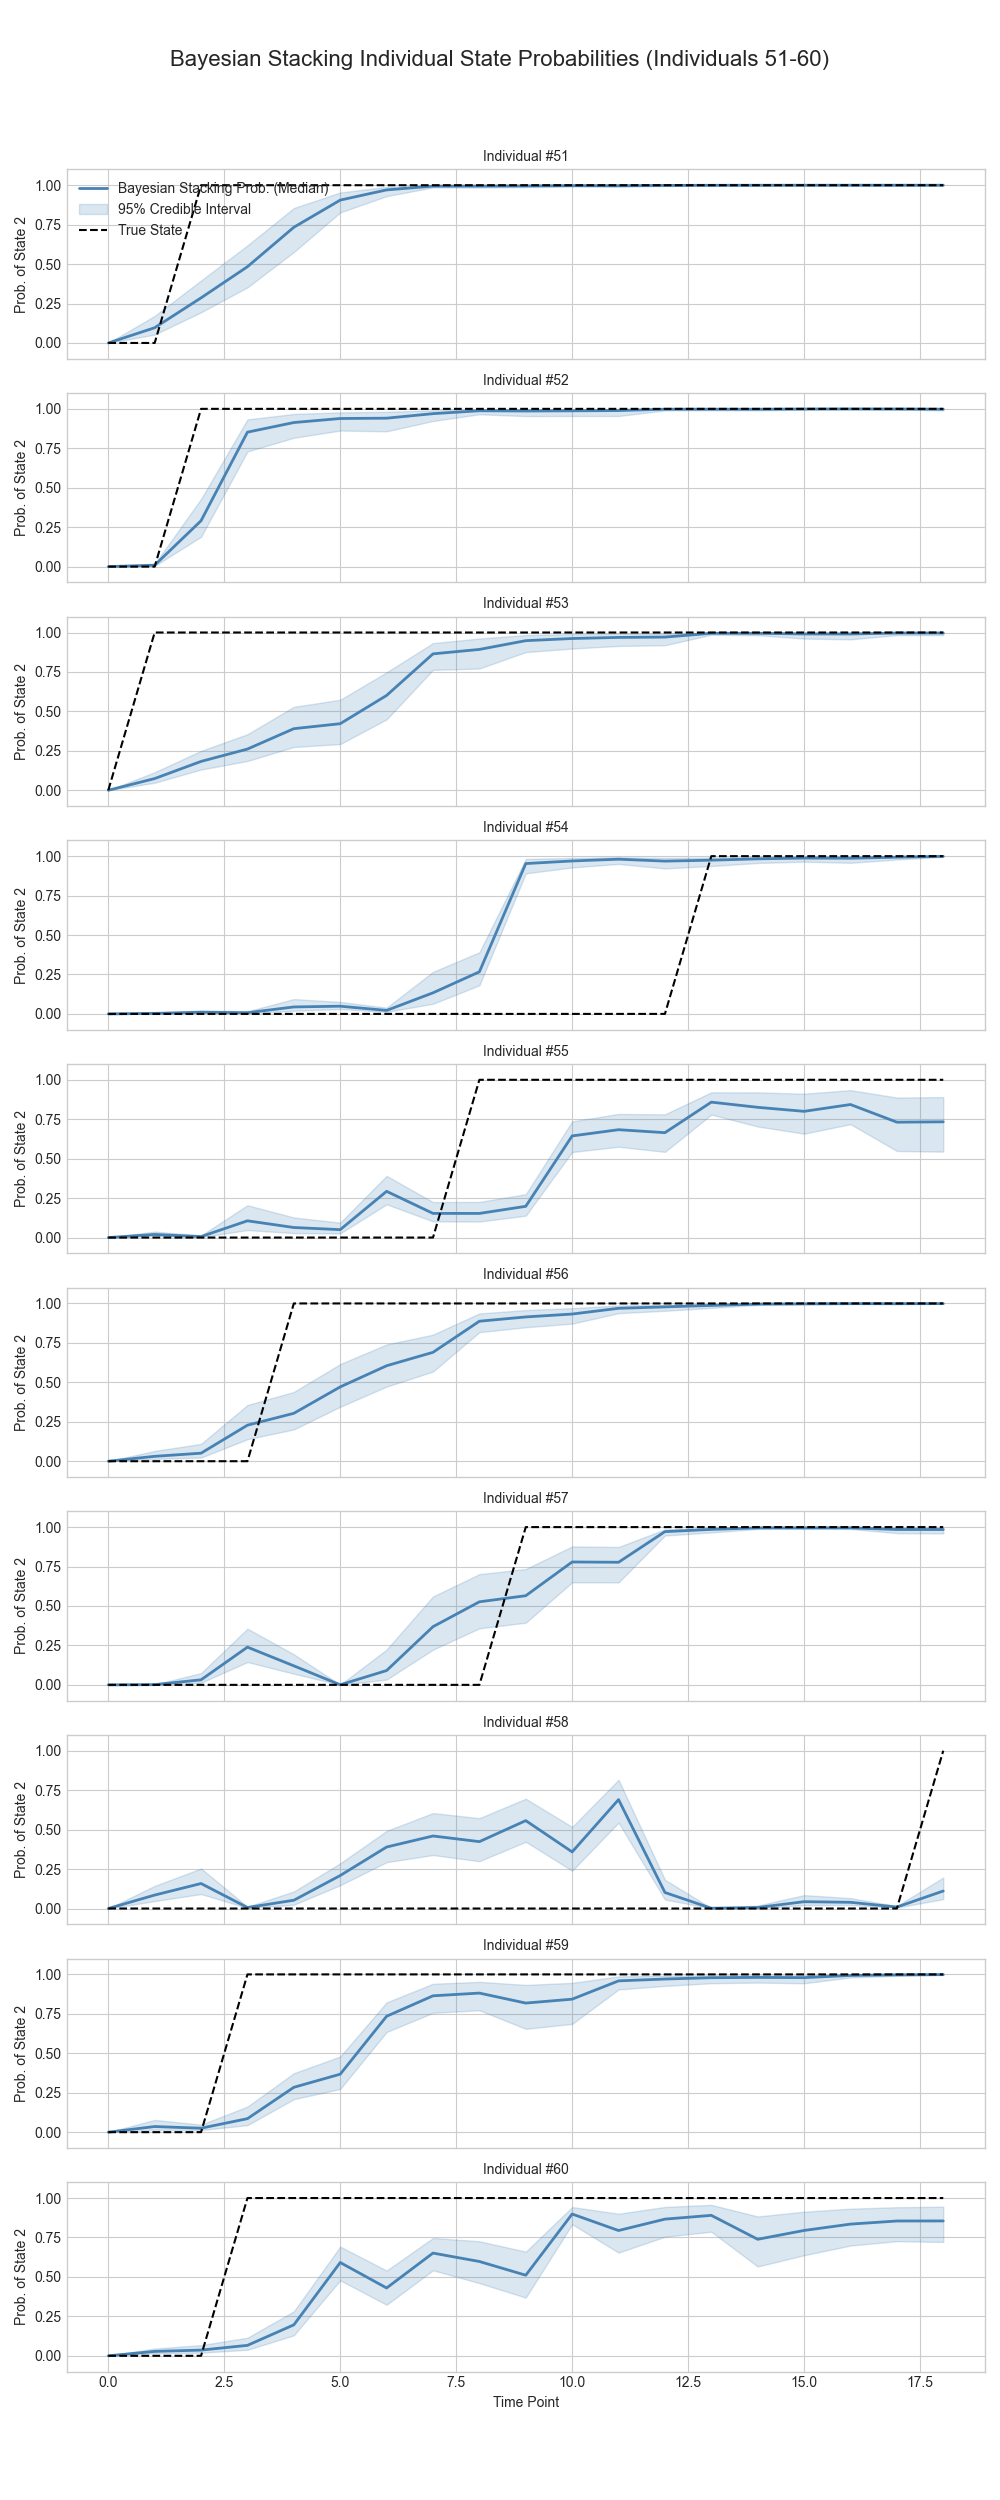 Bayesian Stacking Individual State Probabilities (Individuals 51-60)
Individual #51
1.00
0.75
0.50
0.25
0.00
Prob. of State 2
Bayesian Stacking Prob. (Median)
95% Credible Interval
True State
Individual #52
1.00
0.75
0.50
0.25
0.00
Prob. of State 2
Individual #53
1.00
0.75
0.50
0.25
0.00
Prob. of State 2
Individual #54
1.00
0.75
0.50
0.25
0.00
Prob. of State 2
Individual #55
1.00
0.75
0.50
0.25
0.00
Prob. of State 2
Individual #56
1.00
0.75
0.50
0.25
0.00
Prob. of State 2
Individual #57
1.00
0.75
0.50
0.25
0.00
Prob. of State 2
Individual #58
1.00
0.75
0.50
0.25
0.00
Prob. of State 2
Individual #59
1.00
0.75
0.50
0.25
0.00
Prob. of State 2
Individual #60
1.00
0.75
0.50
0.25
0.00
Prob. of State 2
0.0 2.5 5.0 7.5 10.0 12.5 15.0 17.5
Time Point